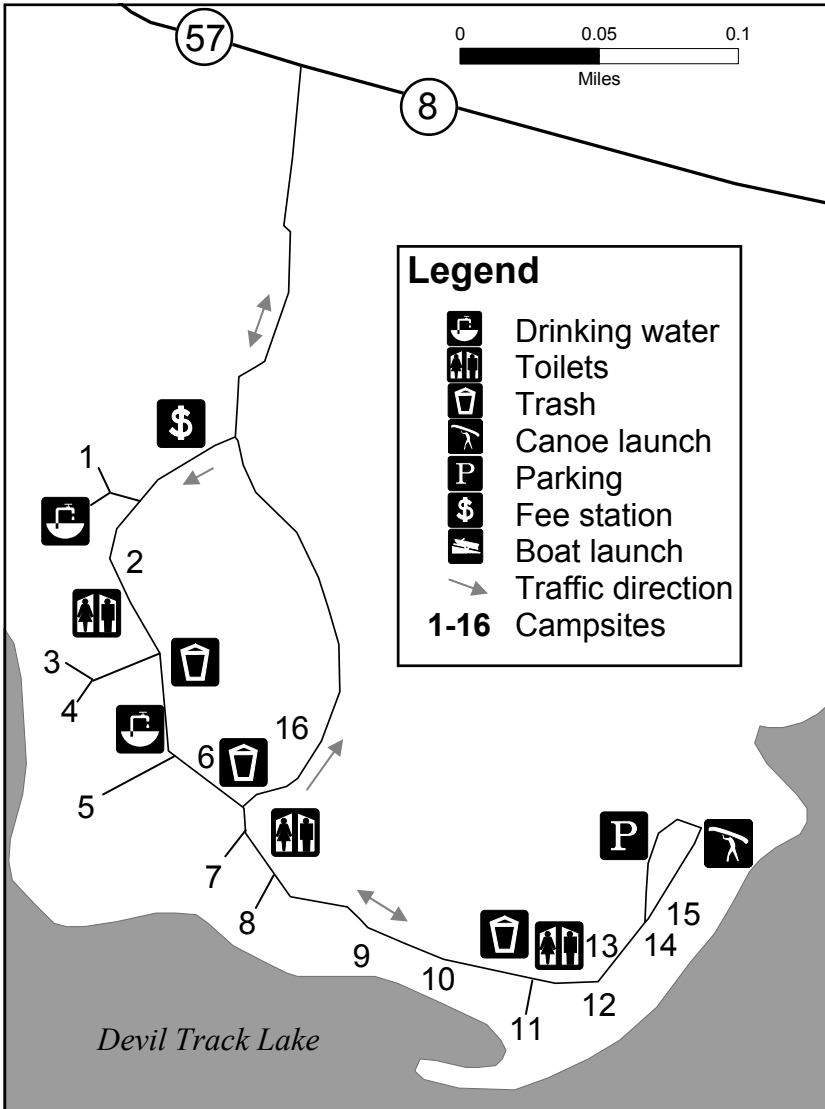 57
8
0 0.05 0.1
Miles
Legend
Drinking water
Toilets
Trash
Canoe launch
P Parking
$ Fee station
Boat launch
Traffic direction
1-16 Campsites
$
1
2
3
4
5
6
16
7
8
9
10
11
12
13
14
15
P
Devil Track Lake